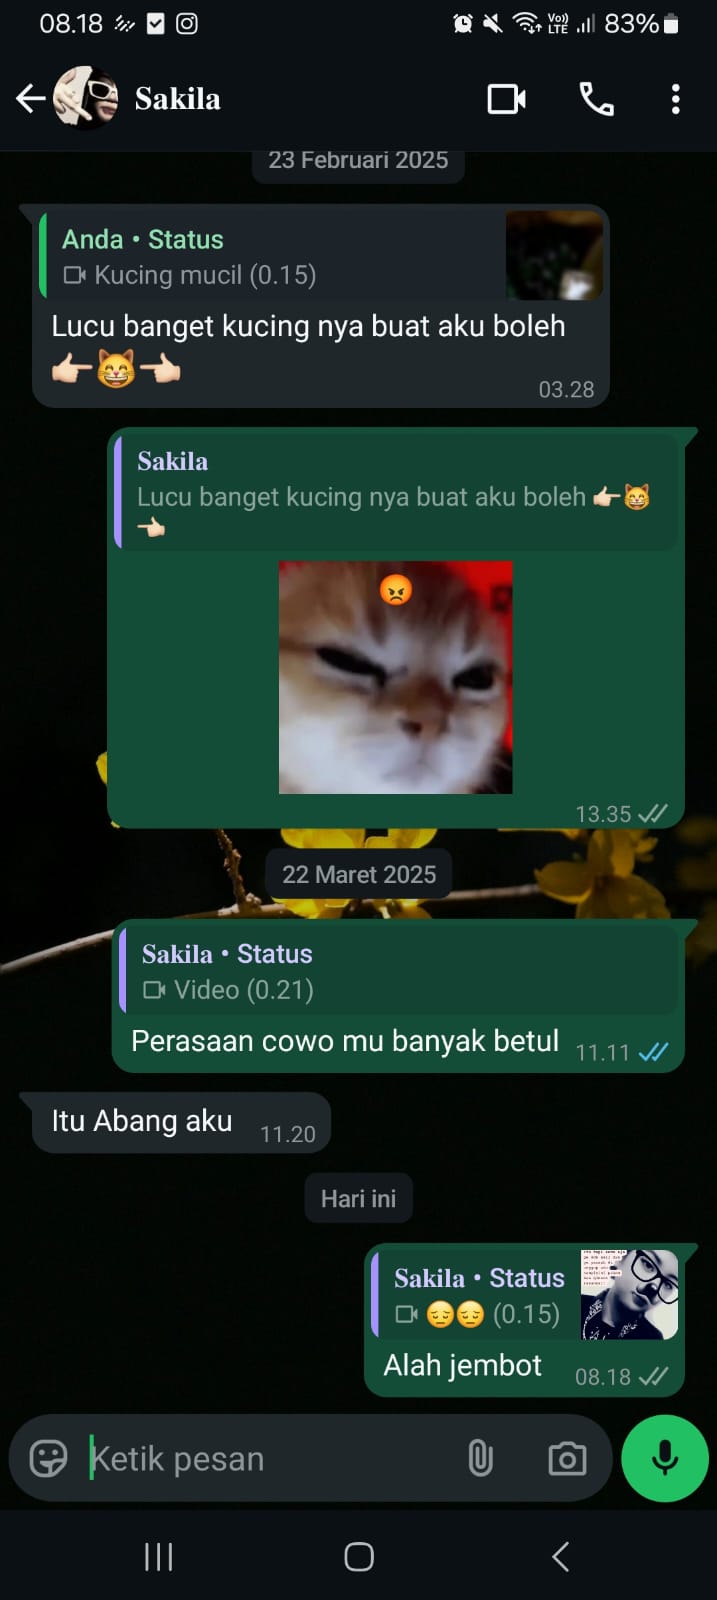 08.18
Vo))
LTE
83%
Sakila
23 Februari 2025
Anda • Status
Kucing mucil (0.15)
Lucu banget kucing nya buat aku boleh
👉🏻😸👈🏻
03.28
Sakila
Lucu banget kucing nya buat aku boleh 👉🏻😸
👈🏻
😡
13.35
22 Maret 2025
Sakila • Status
Video (0.21)
Perasaan cowo mu banyak betul
11.11
Itu Abang aku
11.20
Hari ini
Sakila • Status
😔😔 (0.15)
Alah jembot
08.18
Ketik pesan